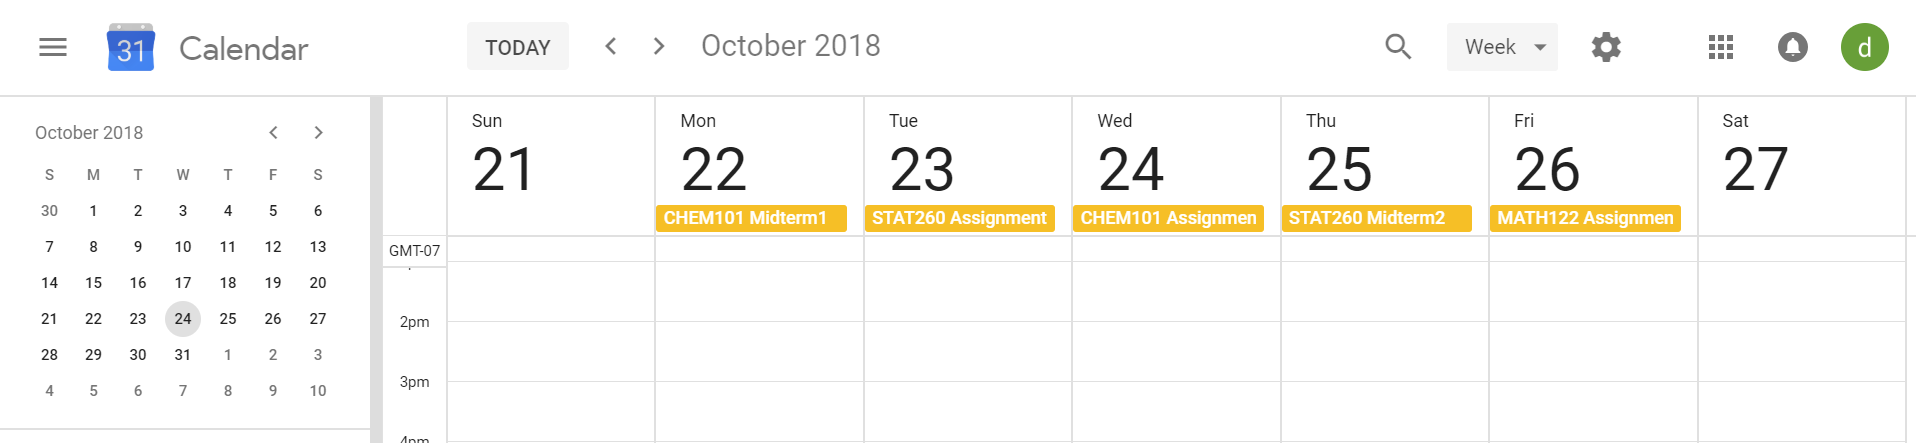 31 Calendar TODAY October 2018 Week d
October 2018
S M T W T F S
30 1 2 3 4 5 6
7 8 9 10 11 12 13
14 15 16 17 18 19 20
21 22 23 24 25 26 27
28 29 30 31 1 2 3
4 5 6 7 8 9 10
Sun Mon Tue Wed Thu Fri Sat
21 22 23 24 25 26 27
CHEM101 Midterm1 STAT260 Assignment CHEM101 Assignmen STAT260 Midterm2 MATH122 Assignmen
GMT-07
2pm
3pm
4pm